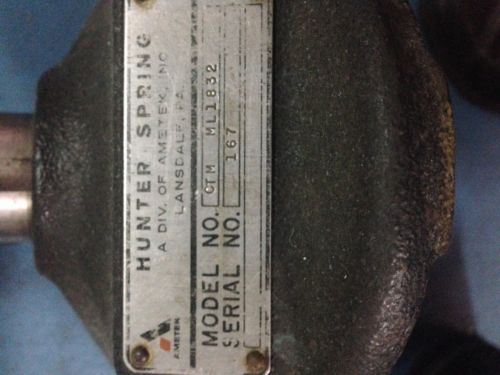 HUNTER SPRING
A DIV. OF AMETEK, INC
LANSDALE, PA.
MODEL NO. CTM ML1832
SERIAL NO. 167
AMETEK